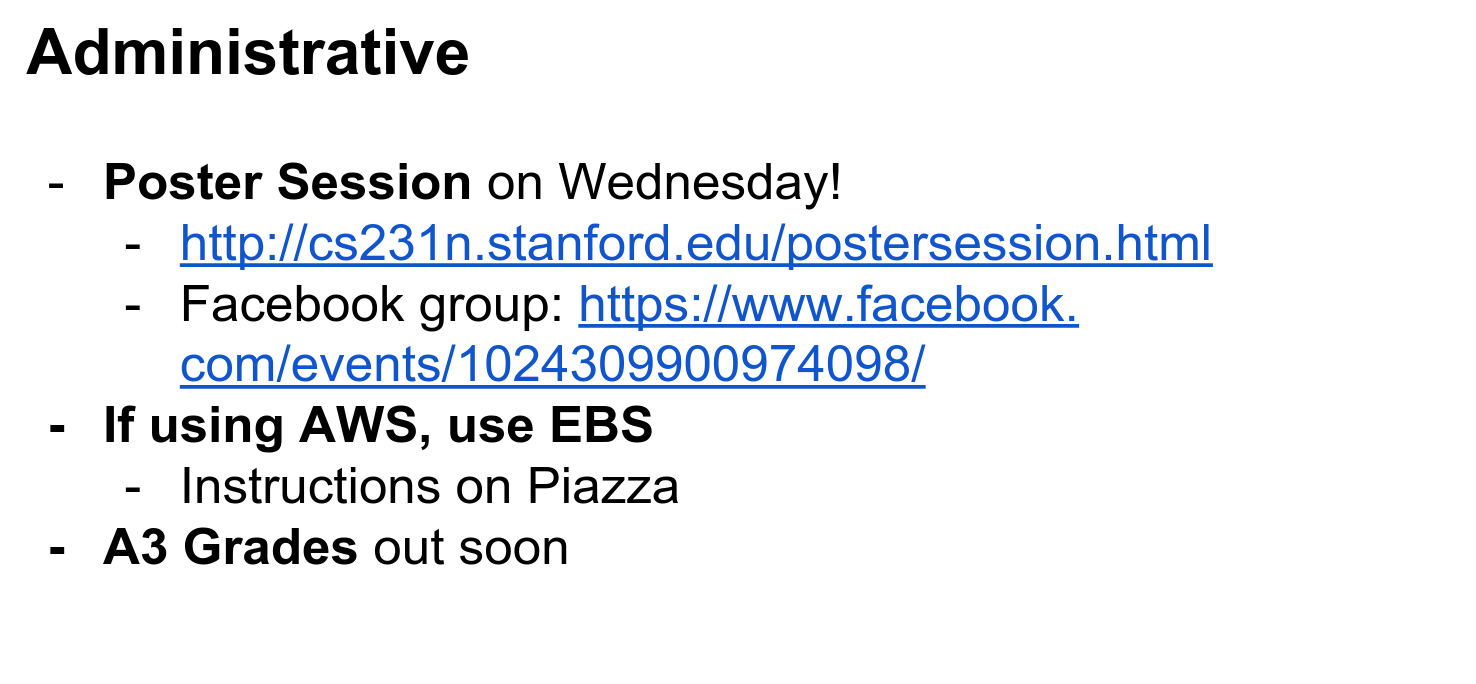 Administrative
- Poster Session on Wednesday!
- http://cs231n.stanford.edu/postersession.html
- Facebook group: https://www.facebook.
com/events/1024309900974098/
- If using AWS, use EBS
- Instructions on Piazza
- A3 Grades out soon